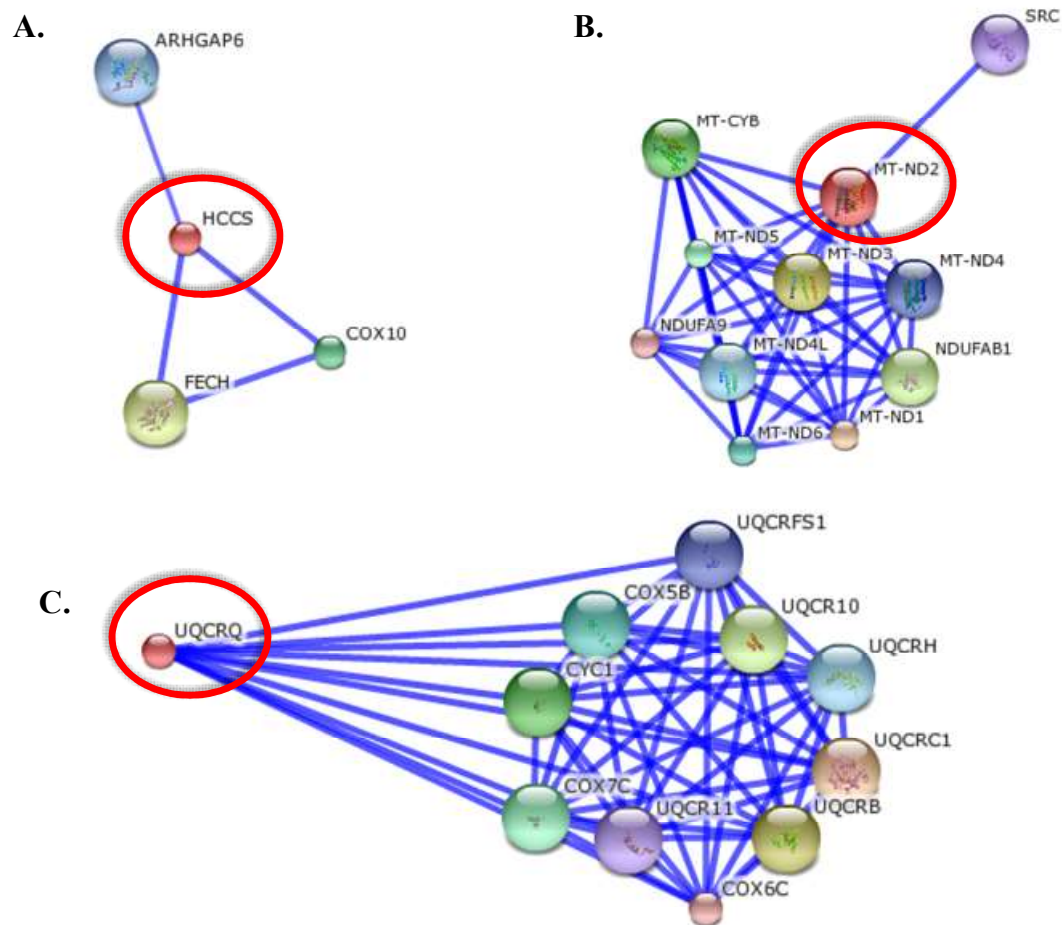 A.
ARHGAP6
HCCS
COX10
FECH
B.
SRC
MT-CYB
MT-ND2
MT-ND5
MT-ND3
MT-ND4
NDUFA9
MT-ND4L
NDUFAB1
MT-ND1
MT-ND6
C.
UQCRFS1
COX5B
UQCR10
UQCRQ
UQCRH
CYC1
UQCRC1
COX7C
UQCR11
UQCRB
COX6C